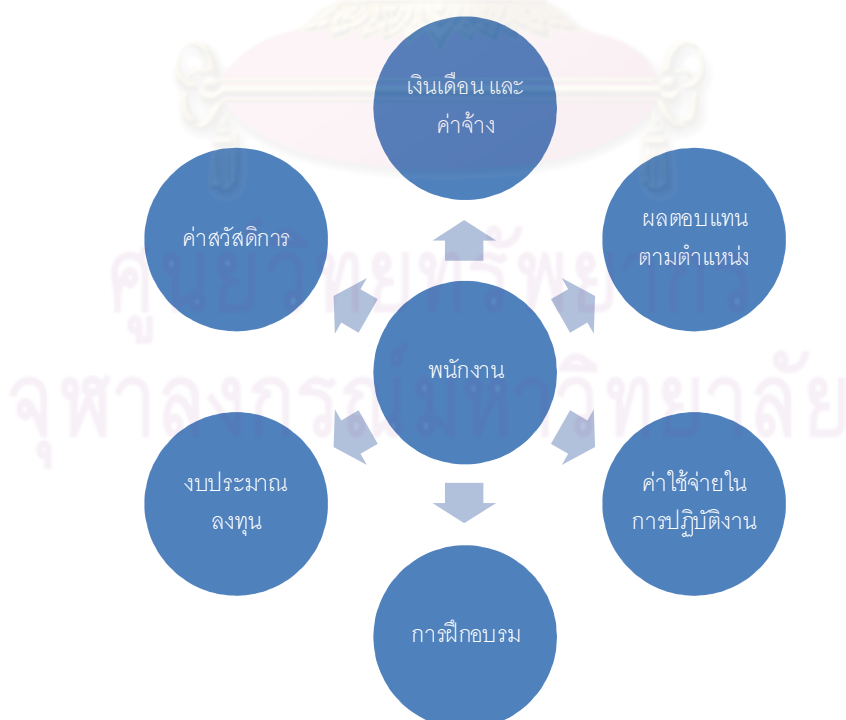 เงินเดือน และ
ค่าจ้าง
ผลตอบแทน
ตามตำแหน่ง
ค่าสวัสดิการ
ศูนย์วิทยทรัพยากร
พนักงาน
จุฬาลงกรณ์มหาวิทยาลัย
งบประมาณ
ลงทุน
ค่าใช้จ่ายใน
การปฏิบัติงาน
การฝึกอบรม